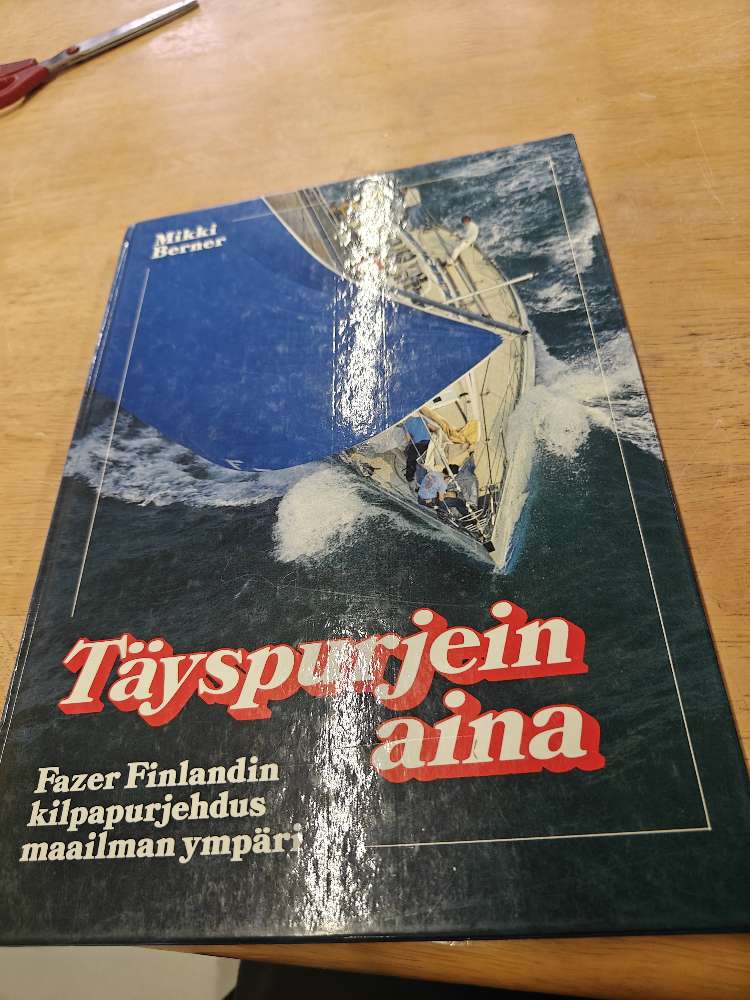 Mikki
Berner
Täyspurjein
aina
Fazer Finlandin
kilpapurjehdus
maailman ympäri